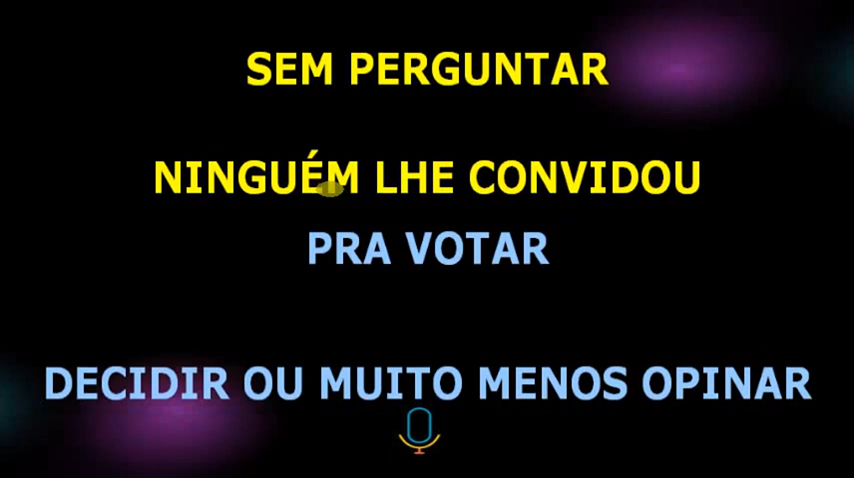 SEM PERGUNTAR
NINGUÉM LHE CONVIDOU
PRA VOTAR
DECIDIR OU MUITO MENOS OPINAR